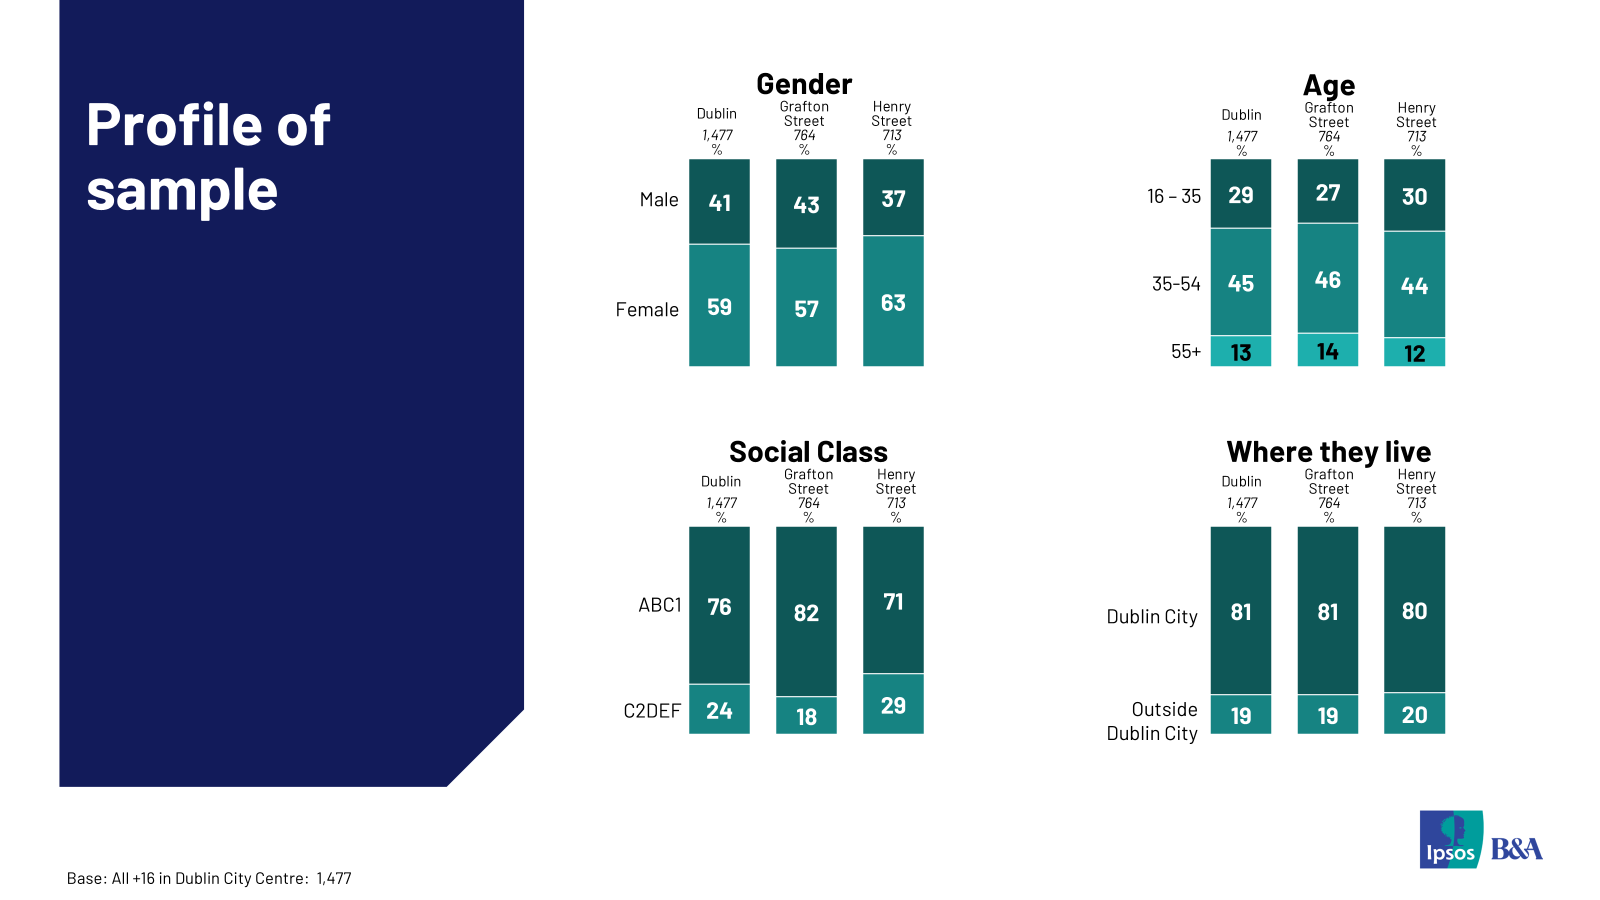 Profile of
sample
Gender
Dublin
1,477
%
Grafton
Street
764
%
Henry
Street
713
%
Male
41
43
37
Female
59
57
63
Age
Dublin
1,477
%
Grafton
Street
764
%
Henry
Street
713
%
16 – 35
29
27
30
35-54
45
46
44
55+
13
14
12
Social Class
Dublin
1,477
%
Grafton
Street
764
%
Henry
Street
713
%
ABC1
76
82
71
C2DEF
24
18
29
Where they live
Dublin
1,477
%
Grafton
Street
764
%
Henry
Street
713
%
Dublin City
81
81
80
Outside
Dublin City
19
19
20
Ipsos
B&A
Base: All +16 in Dublin City Centre: 1,477